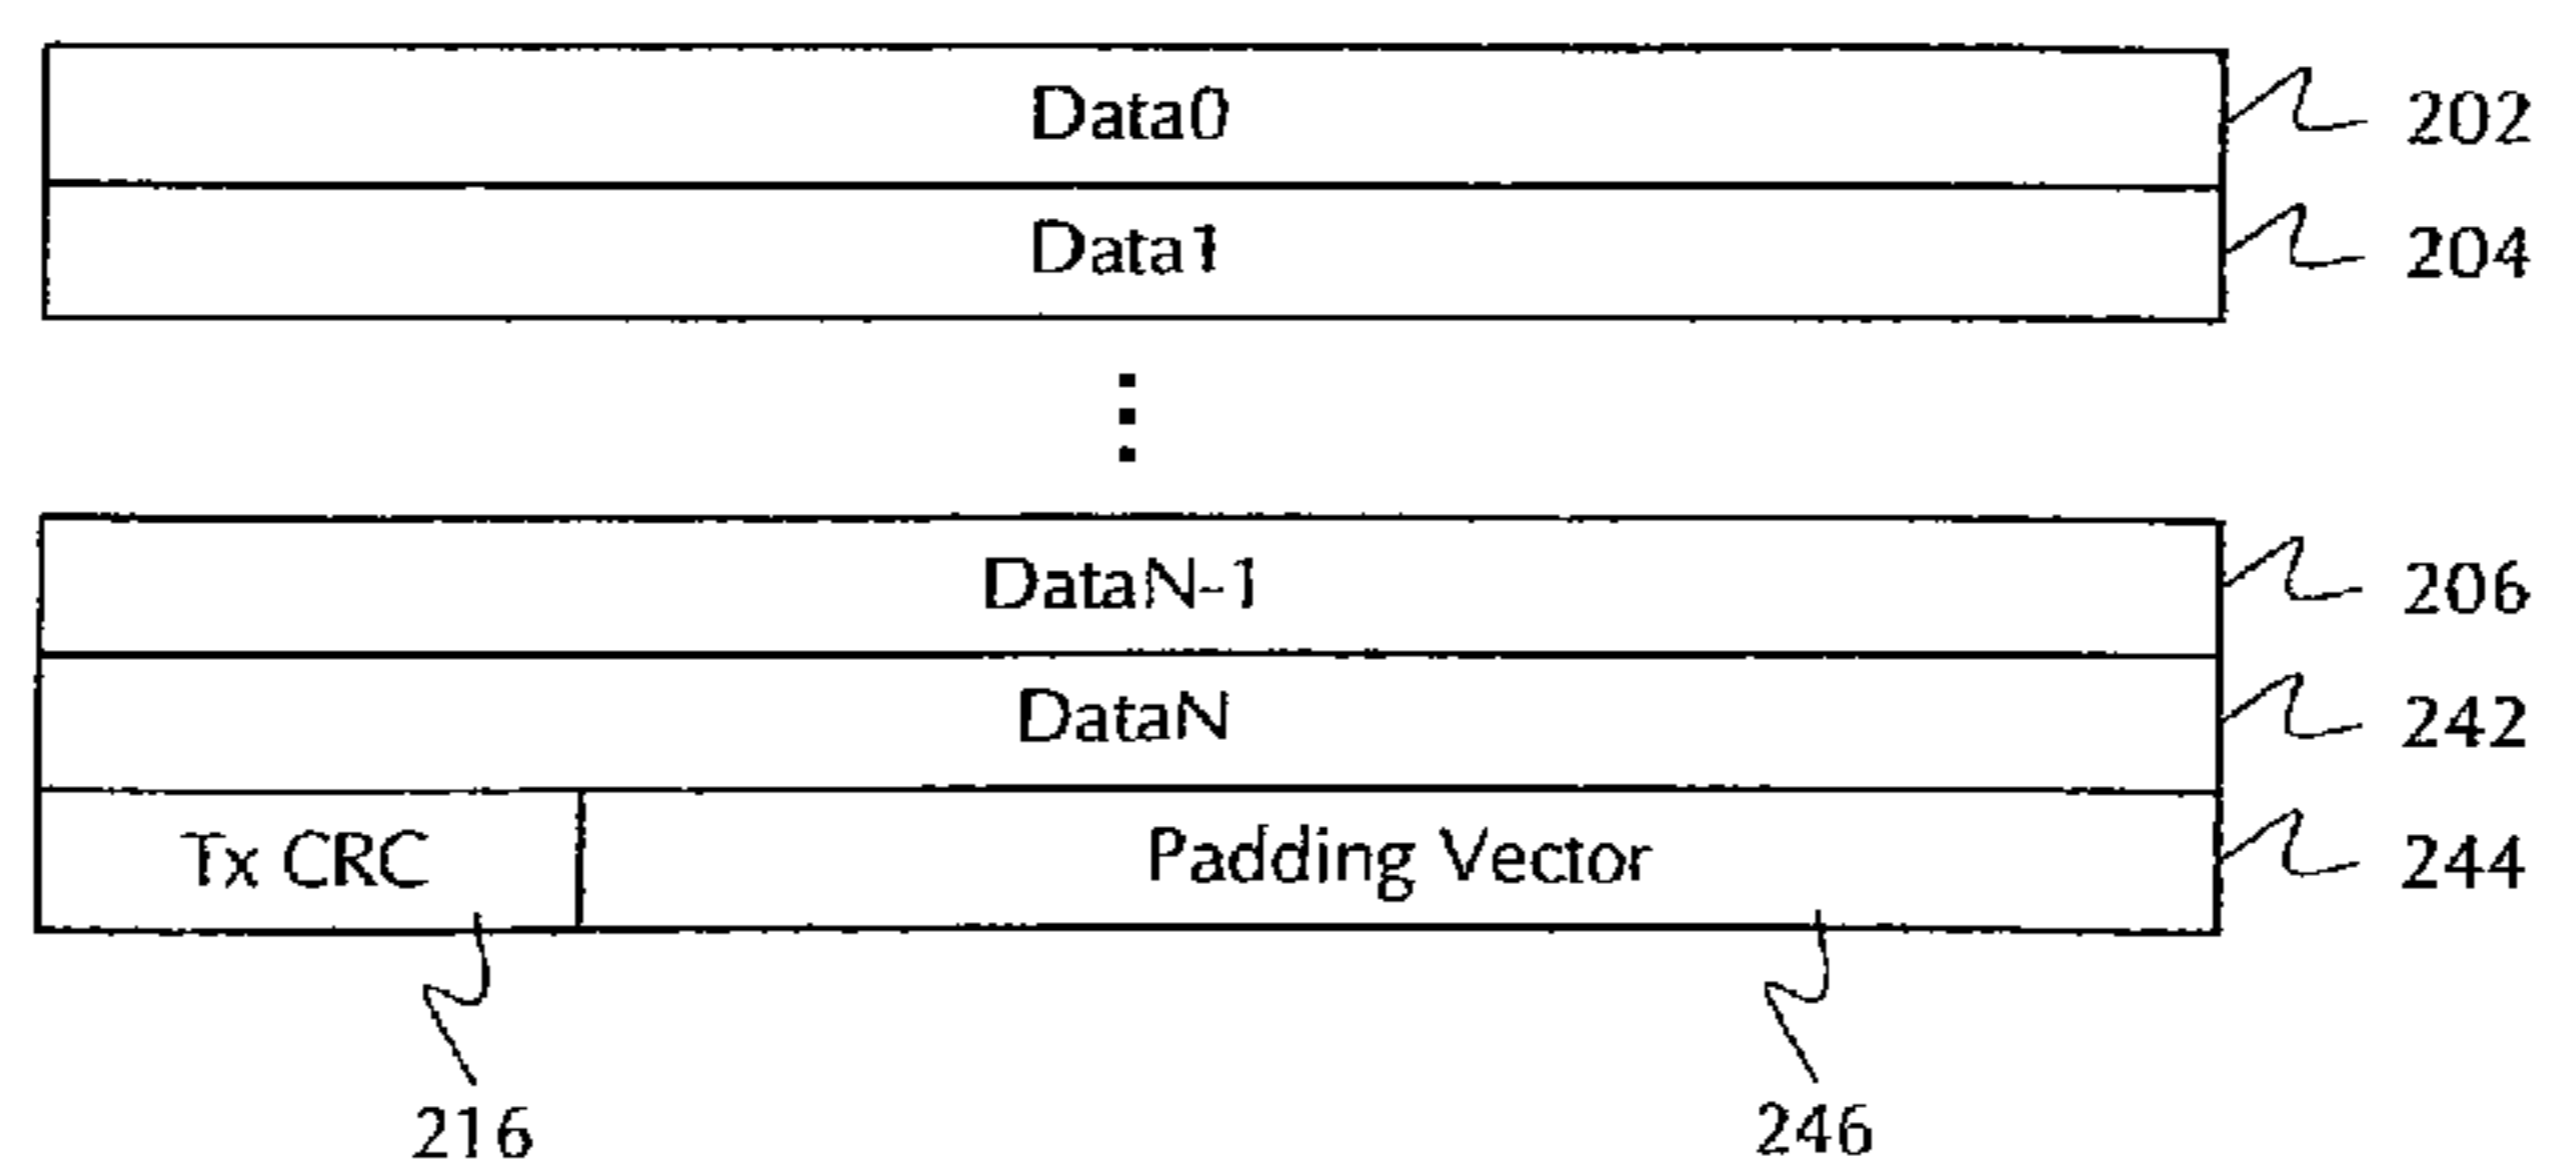 Data0 202
Data1 204
DataN-1 206
DataN 242
Tx CRC Padding Vector 244
216 246